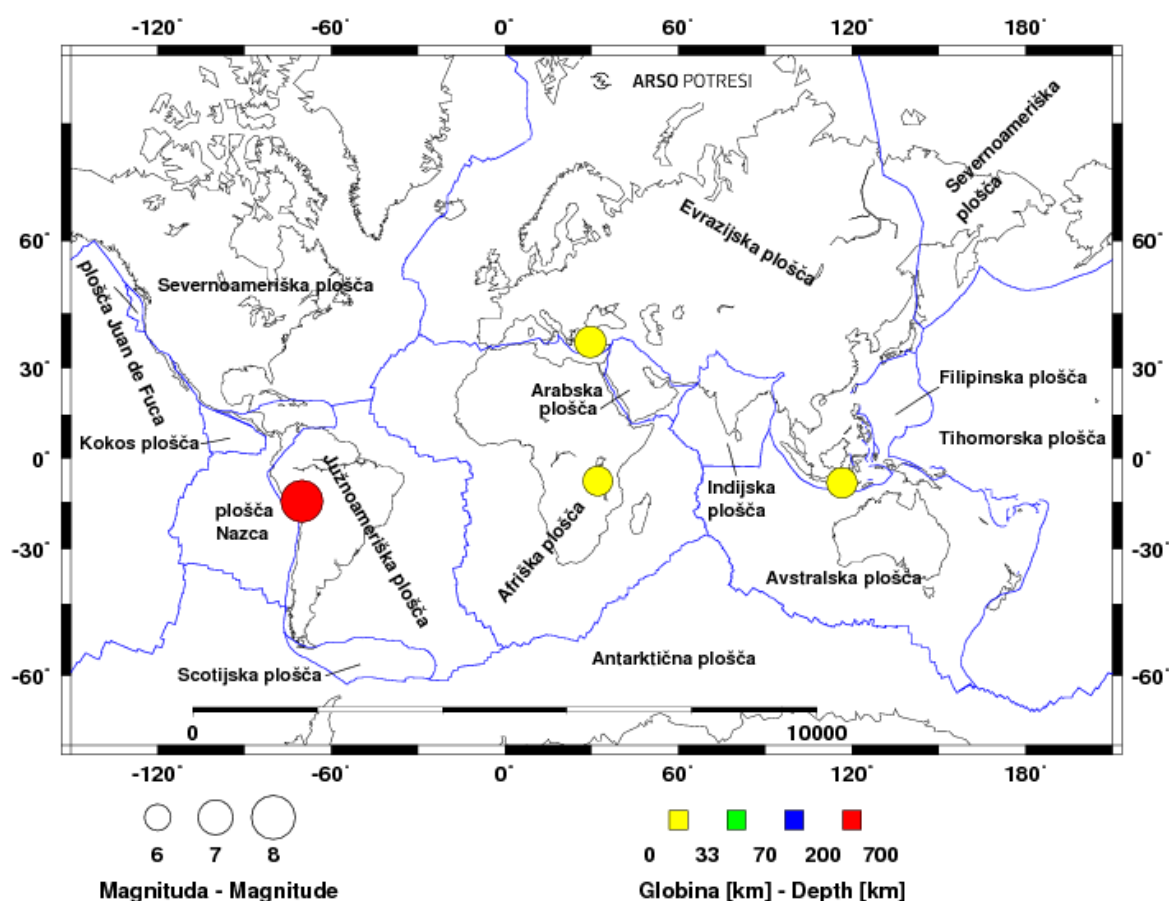 -120° -60° 0° 60° 120° 180°
ARSO POTRESI
Severnoameriška
plošča
60° 60°
Evrazijska plošča
Severnoameriška plošča
plošča Juan de Fuca
30° 30°
Arabska
plošča
Filipinska plošča
Kokos plošča
Tihomorska plošča
0° 0°
Južnoameriška plošča
Indijska
plošča
plošča
Nazca
Afriška plošča
-30° -30°
Avstralska plošča
Antarktična plošča
Scotijska plošča
-60° -60°
0 10000
-120° -60° 0° 60° 120° 180°
6 7 8
0 33 70 200 700
Magnituda - Magnitude
Globina [km] - Depth [km]